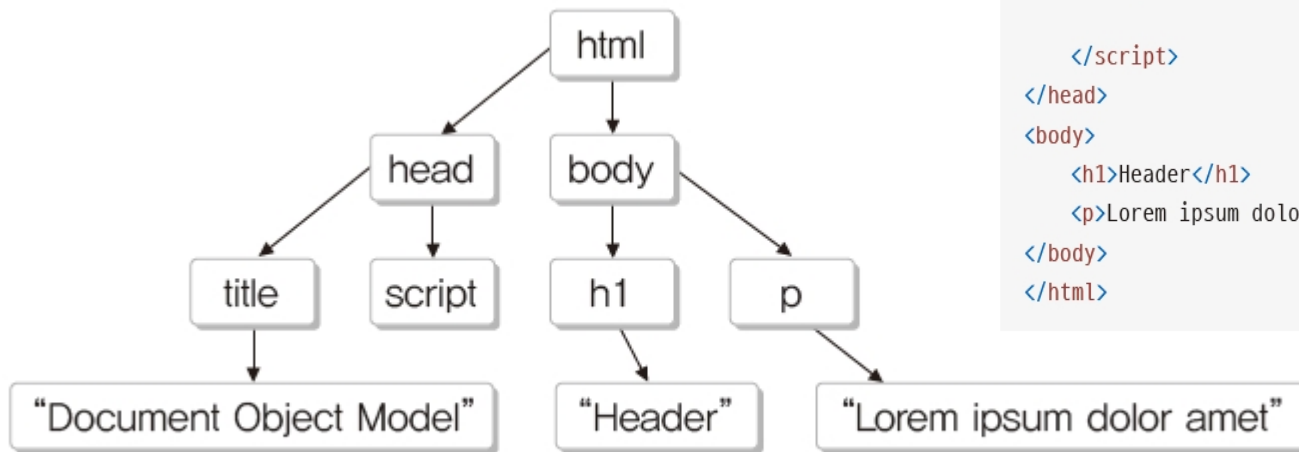 html
head
body
title
script
h1
p
“Document Object Model”
“Header”
“Lorem ipsum dolor amet”
</script>
</head>
<body>
<h1>Header</h1>
<p>Lorem ipsum dolo
</body>
</html>